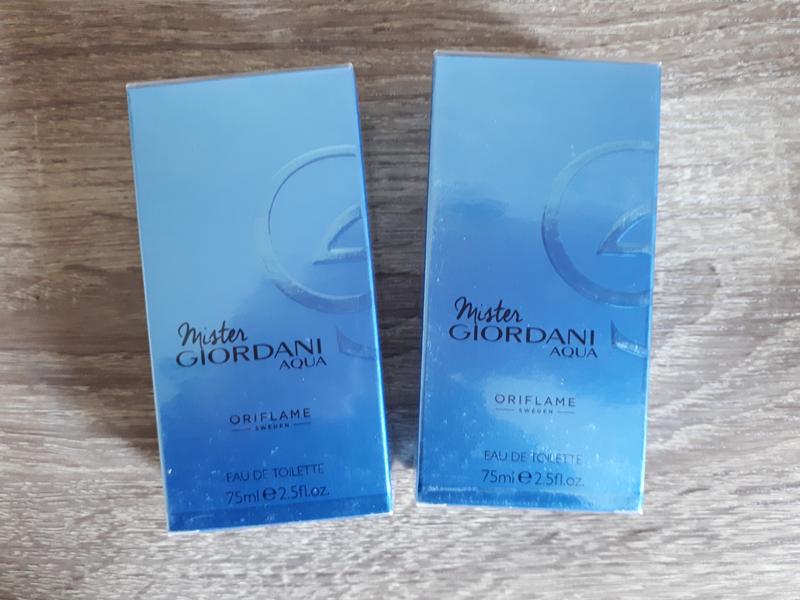 Mister
GIORDANI
AQUA
ORIFLAME
SWEDEN
EAU DE TOILETTE
75ml e 2.5fl.oz.
Mister
GIORDANI
AQUA
ORIFLAME
SWEDEN
EAU DE TOILETTE
75ml e 2.5fl.oz.